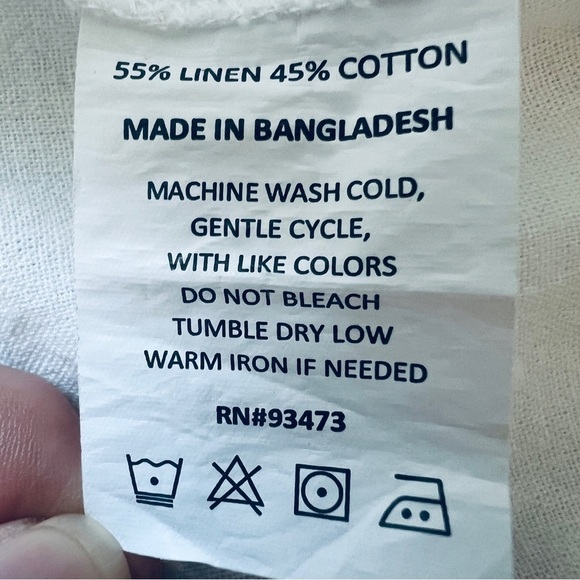 55% LINEN 45% COTTON
MADE IN BANGLADESH
MACHINE WASH COLD,
GENTLE CYCLE,
WITH LIKE COLORS
DO NOT BLEACH
TUMBLE DRY LOW
WARM IRON IF NEEDED
RN#93473